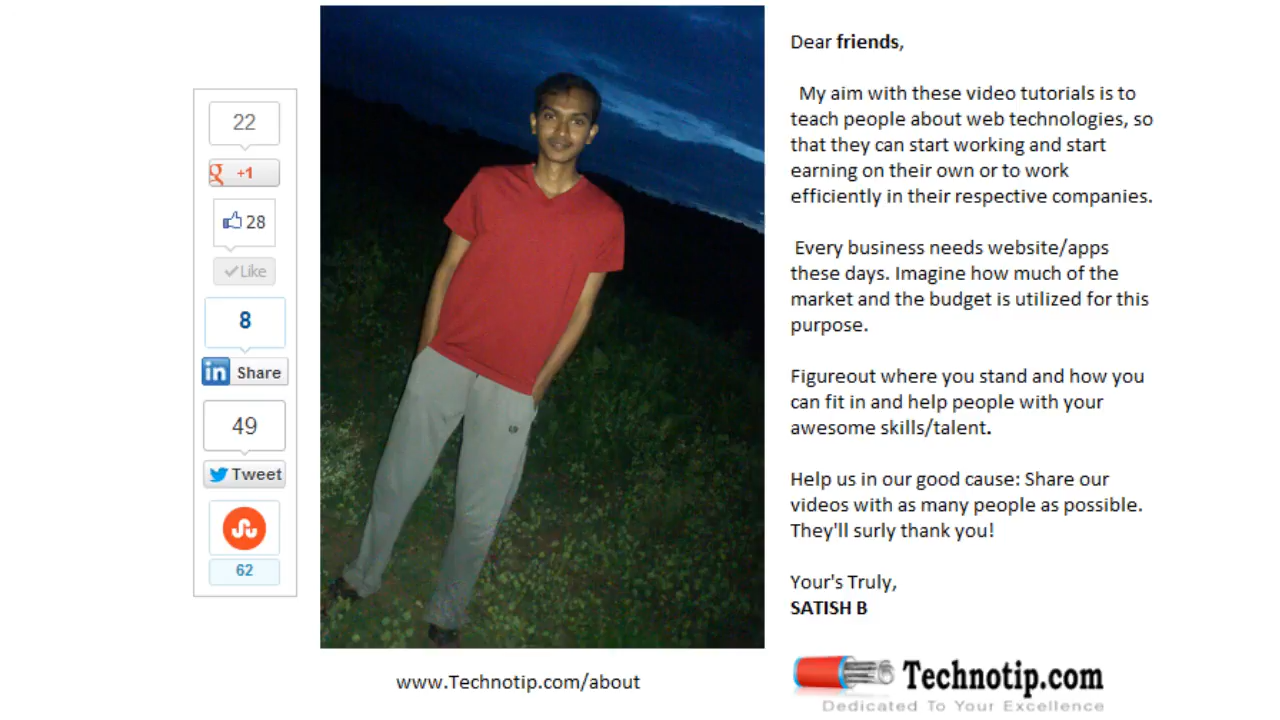 22
+1
28
Like
8
in Share
49
Tweet
62
www.Technotip.com/about
Dear friends,
My aim with these video tutorials is to
teach people about web technologies, so
that they can start working and start
earning on their own or to work
efficiently in their respective companies.
Every business needs website/apps
these days. Imagine how much of the
market and the budget is utilized for this
purpose.
Figureout where you stand and how you
can fit in and help people with your
awesome skills/talent.
Help us in our good cause: Share our
videos with as many people as possible.
They'll surly thank you!
Your's Truly,
SATISH B
Technotip.com
Dedicated To Your Excellence